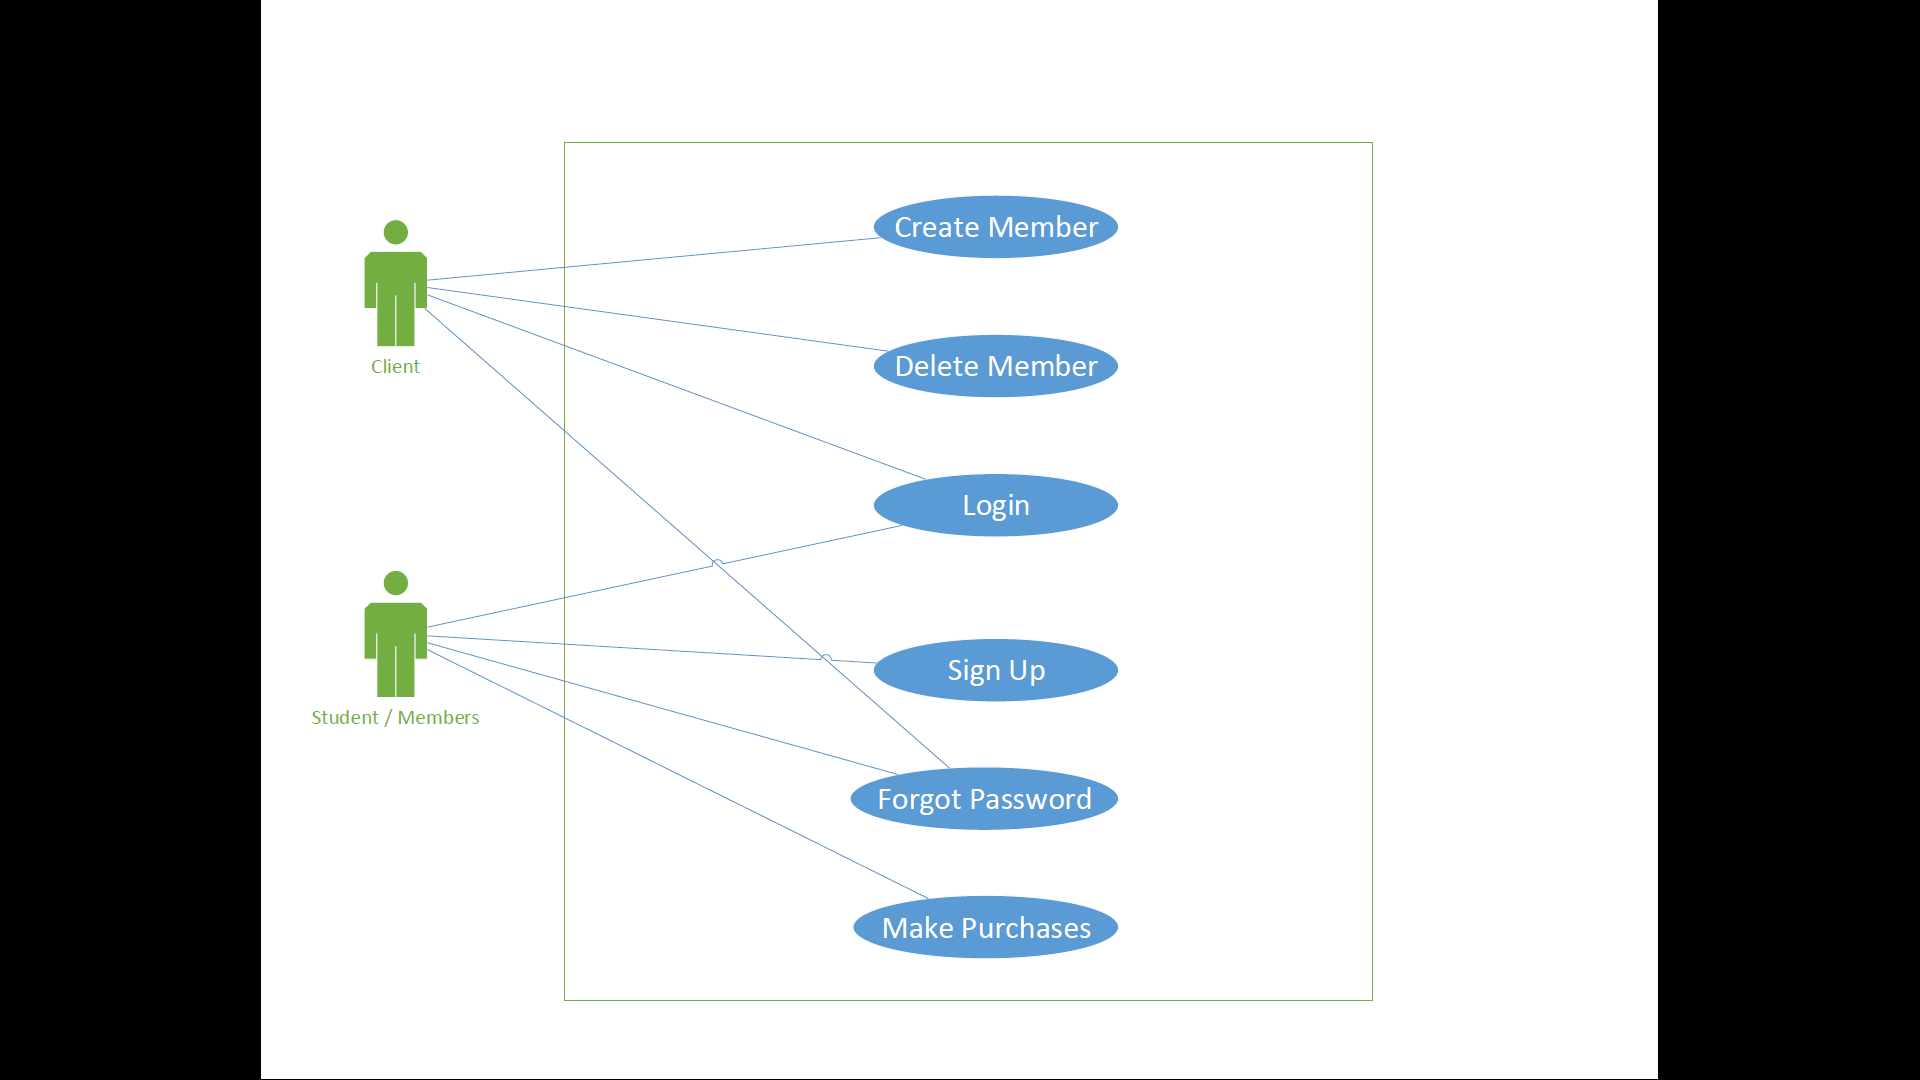 Create Member
Client
Delete Member
Login
Student / Members
Sign Up
Forgot Password
Make Purchases